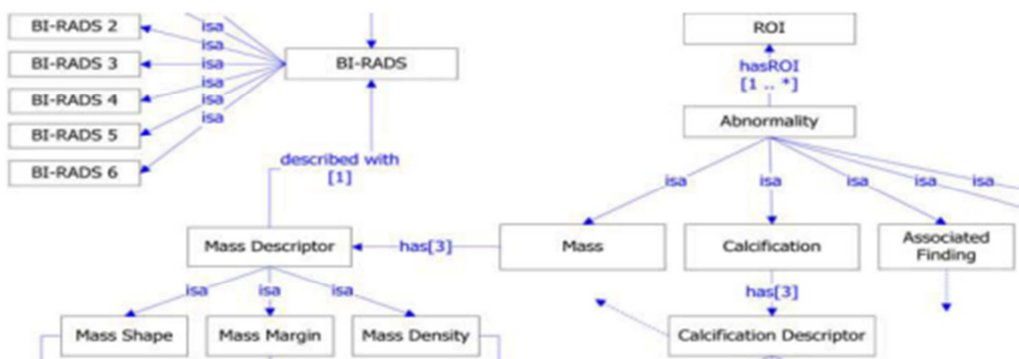 BI-RADS 2
isa
ROI
isa
BI-RADS 3
isa
BI-RADS
hasROI
isa
[1 .. *]
BI-RADS 4
isa
Abnormality
isa
BI-RADS 5
described with
BI-RADS 6
[1]
isa
isa
isa
isa
isa
Mass Descriptor
has[3]
Mass
Calcification
Associated
Finding
isa
isa
isa
has[3]
Mass Shape
Mass Margin
Mass Density
Calcification Descriptor